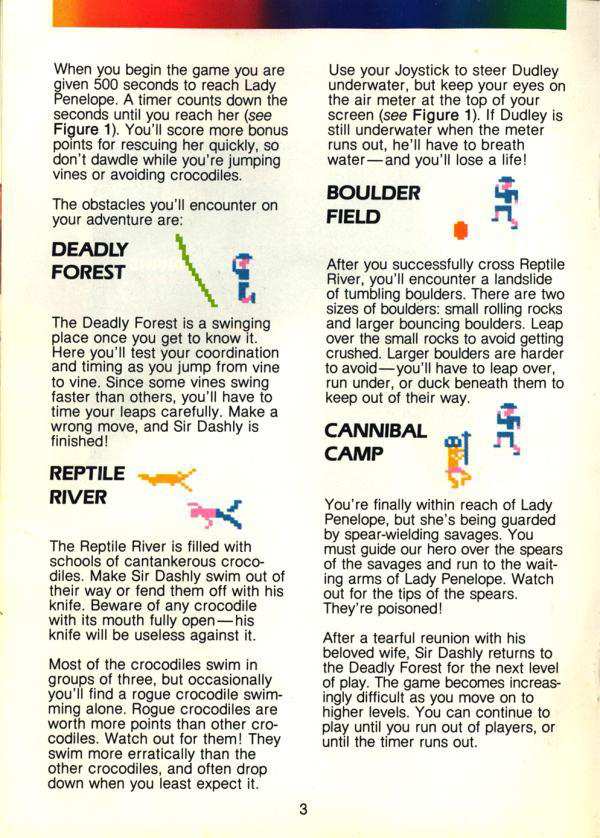 When you begin the game you are
given 500 seconds to reach Lady
Penelope. A timer counts down the
seconds until you reach her (see
Figure 1). You'll score more bonus
points for rescuing her quickly, so
don't dawdle while you're jumping
vines or avoiding crocodiles.
The obstacles you'll encounter on
your adventure are:
DEADLY
FOREST
The Deadly Forest is a swinging
place once you get to know it.
Here you'll test your coordination
and timing as you jump from vine
to vine. Since some vines swing
faster than others, you'll have to
time your leaps carefully. Make a
wrong move, and Sir Dashly is
finished!
REPTILE
RIVER
The Reptile River is filled with
schools of cantankerous croco-
diles. Make Sir Dashly swim out of
their way or fend them off with his
knife. Beware of any crocodile
with its mouth fully open—his
knife will be useless against it.
Most of the crocodiles swim in
groups of three, but occasionally
you'll find a rogue crocodile swim-
ming alone. Rogue crocodiles are
worth more points than other cro-
codiles. Watch out for them! They
swim more erratically than the
other crocodiles, and often drop
down when you least expect it.
Use your Joystick to steer Dudley
underwater, but keep your eyes on
the air meter at the top of your
screen (see Figure 1). If Dudley is
still underwater when the meter
runs out, he'll have to breath
water—and you'll lose a life!
BOULDER
FIELD
After you successfully cross Reptile
River, you'll encounter a landslide
of tumbling boulders. There are two
sizes of boulders: small rolling rocks
and larger bouncing boulders. Leap
over the small rocks to avoid getting
crushed. Larger boulders are harder
to avoid—you'll have to leap over,
run under, or duck beneath them to
keep out of their way.
CANNIBAL
CAMP
You're finally within reach of Lady
Penelope, but she's being guarded
by spear-wielding savages. You
must guide our hero over the spears
of the savages and run to the wait-
ing arms of Lady Penelope. Watch
out for the tips of the spears.
They're poisoned!
After a tearful reunion with his
beloved wife, Sir Dashly returns to
the Deadly Forest for the next level
of play. The game becomes increas-
ingly difficult as you move on to
higher levels. You can continue to
play until you run out of players, or
until the timer runs out.
3